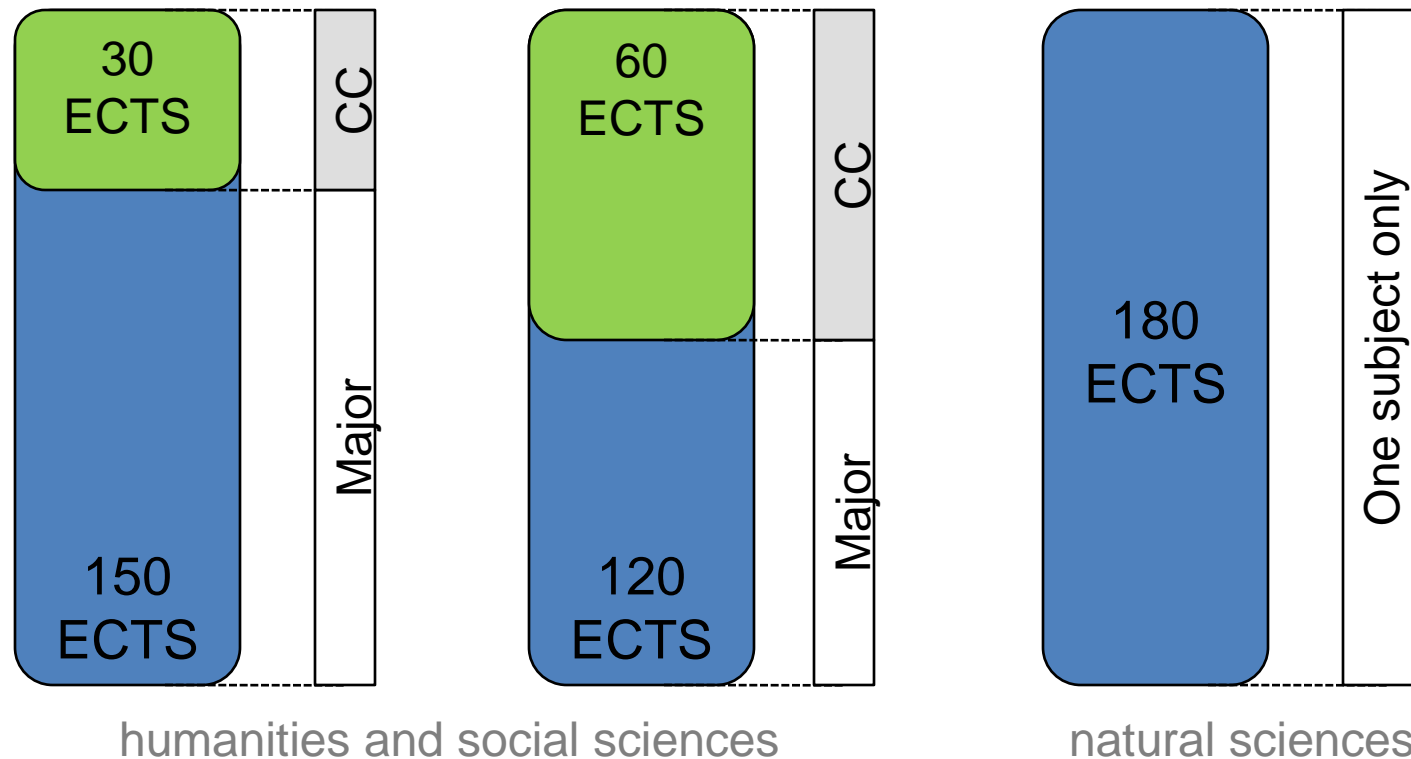 30
ECTS
CC
Major
150
ECTS
60
ECTS
CC
Major
120
ECTS
180
ECTS
One subject only
humanities and social sciences
natural sciences